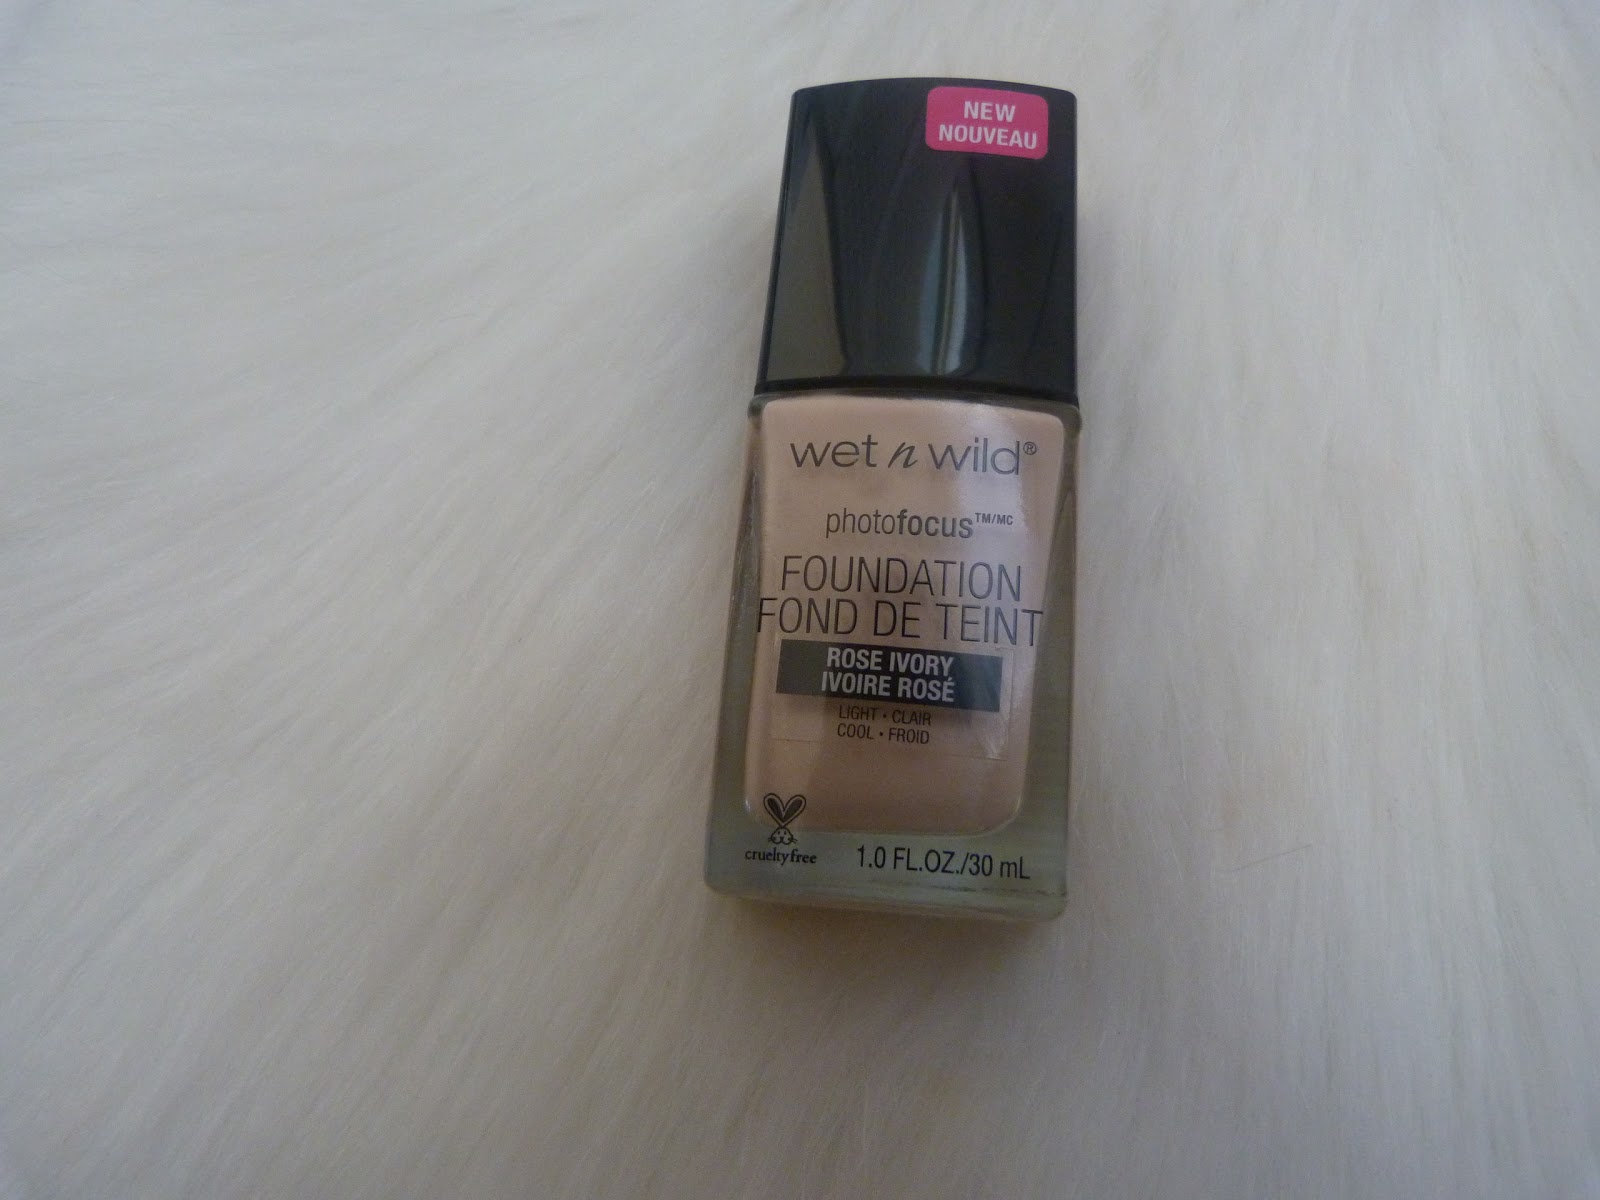 NEW
NOUVEAU
wet n wild®
photofocus™/MC
FOUNDATION
FOND DE TEINT
ROSE IVORY
IVOIRE ROSÉ
LIGHT • CLAIR
COOL • FROID
crueltyfree
1.0 FL.OZ./30 mL